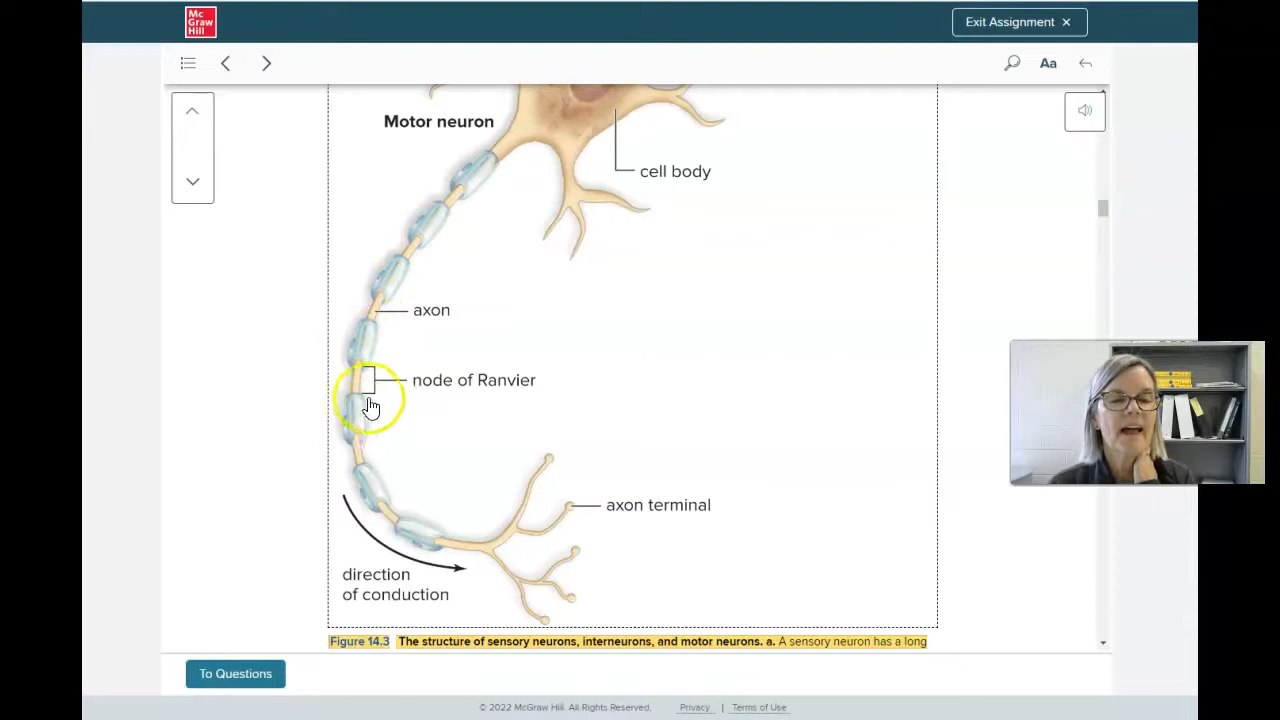 Mc
Graw
Hill
Exit Assignment ×
Aa
Motor neuron
cell body
axon
node of Ranvier
axon terminal
direction
of conduction
Figure 14.3 The structure of sensory neurons, interneurons, and motor neurons. a. A sensory neuron has a long
To Questions
© 2022 McGraw Hill. All Rights Reserved. Privacy | Terms of Use